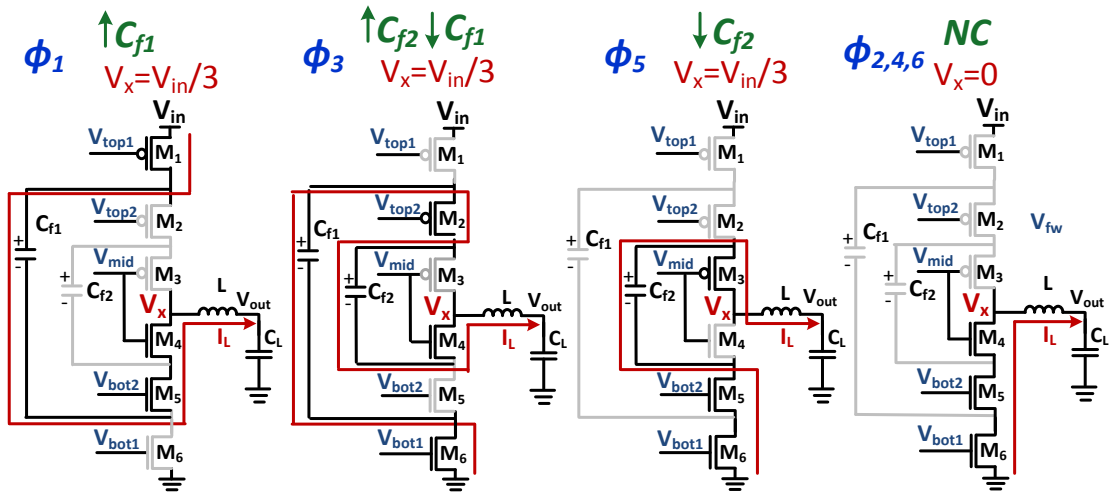 ϕ1
↑Cf1
Vx=Vin/3
Vin
Vtop1
M1
Vtop2
M2
Cf1
+
-
Vmid
M3
+
Cf2
-
L
Vout
Vx
IL
CL
M4
Vbot2
M5
Vbot1
M6
ϕ3
↑Cf2 ↓Cf1
Vx=Vin/3
Vin
Vtop1
M1
Vtop2
M2
Cf1
+
-
Vmid
M3
+
Cf2
-
L
Vout
Vx
IL
CL
M4
Vbot2
M5
Vbot1
M6
ϕ5
↓Cf2
Vx=Vin/3
Vin
Vtop1
M1
Vtop2
M2
Cf1
+
-
Vmid
M3
+
Cf2
-
L
Vout
Vx
IL
CL
M4
Vbot2
M5
Vbot1
M6
ϕ2,4,6
NC
Vx=0
Vin
Vtop1
M1
Vtop2
M2
Vfw
Cf1
+
-
Vmid
M3
+
Cf2
-
L
Vout
Vx
IL
CL
M4
Vbot2
M5
Vbot1
M6